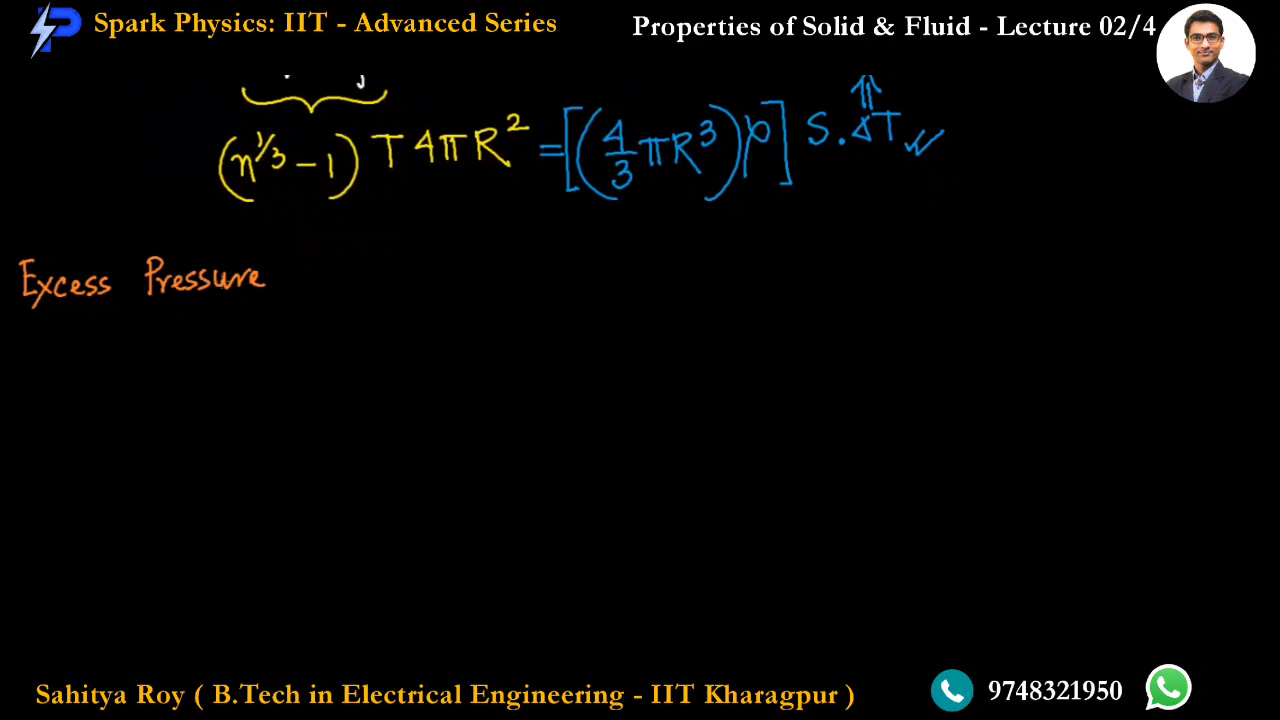 Spark Physics: IIT - Advanced Series
Properties of Solid & Fluid - Lecture 02/4
(n^1/3 - 1) T 4πR² = [(4/3 πR³)ρ] S. ΔT
Excess Pressure
Sahitya Roy ( B.Tech in Electrical Engineering - IIT Kharagpur )
9748321950